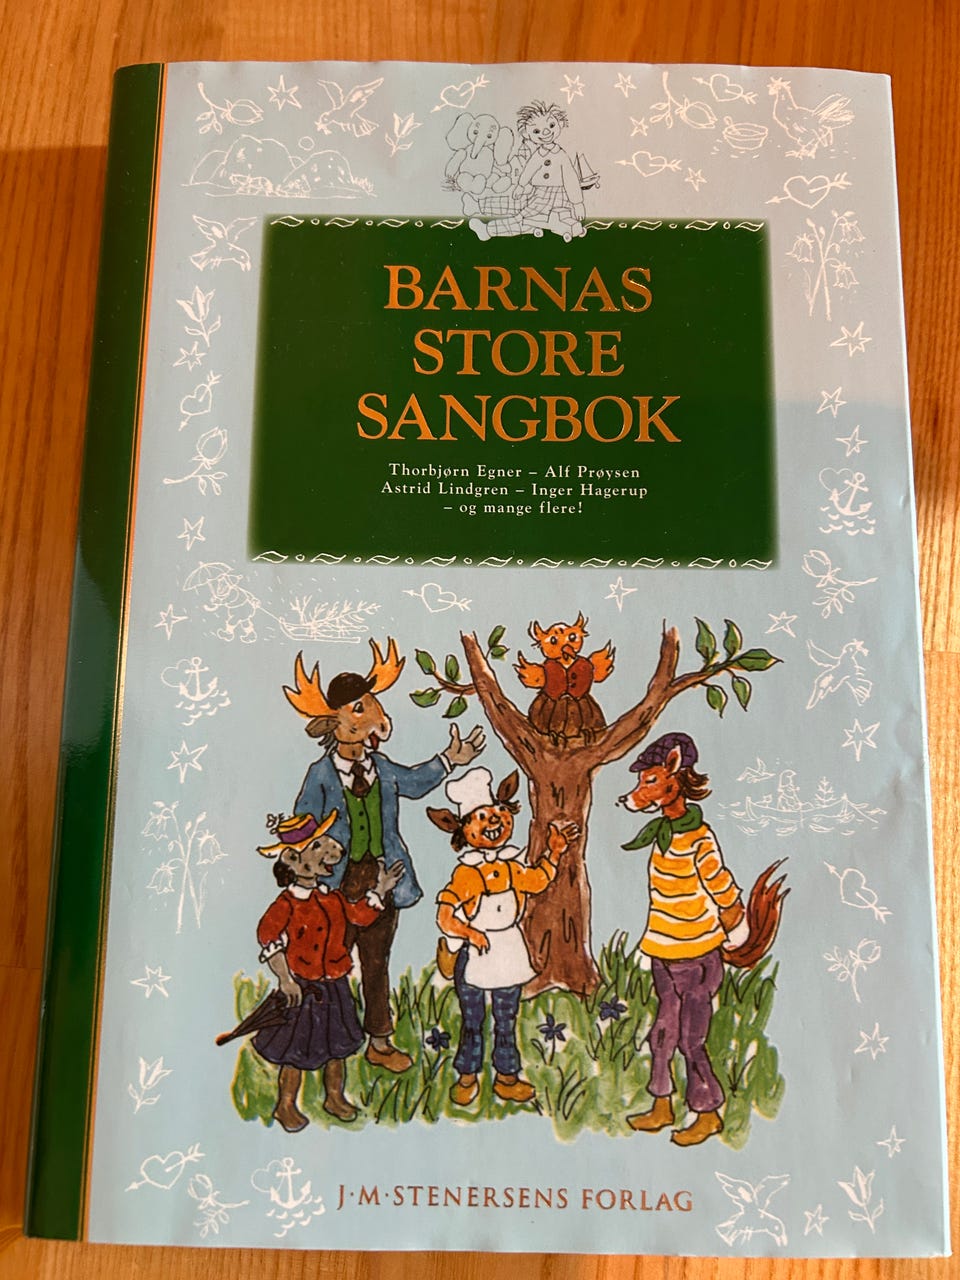 BARNAS
STORE
SANGBOK
Thorbjørn Egner – Alf Prøysen
Astrid Lindgren – Inger Hagerup
– og mange flere!
J·M·STENERSENS FORLAG